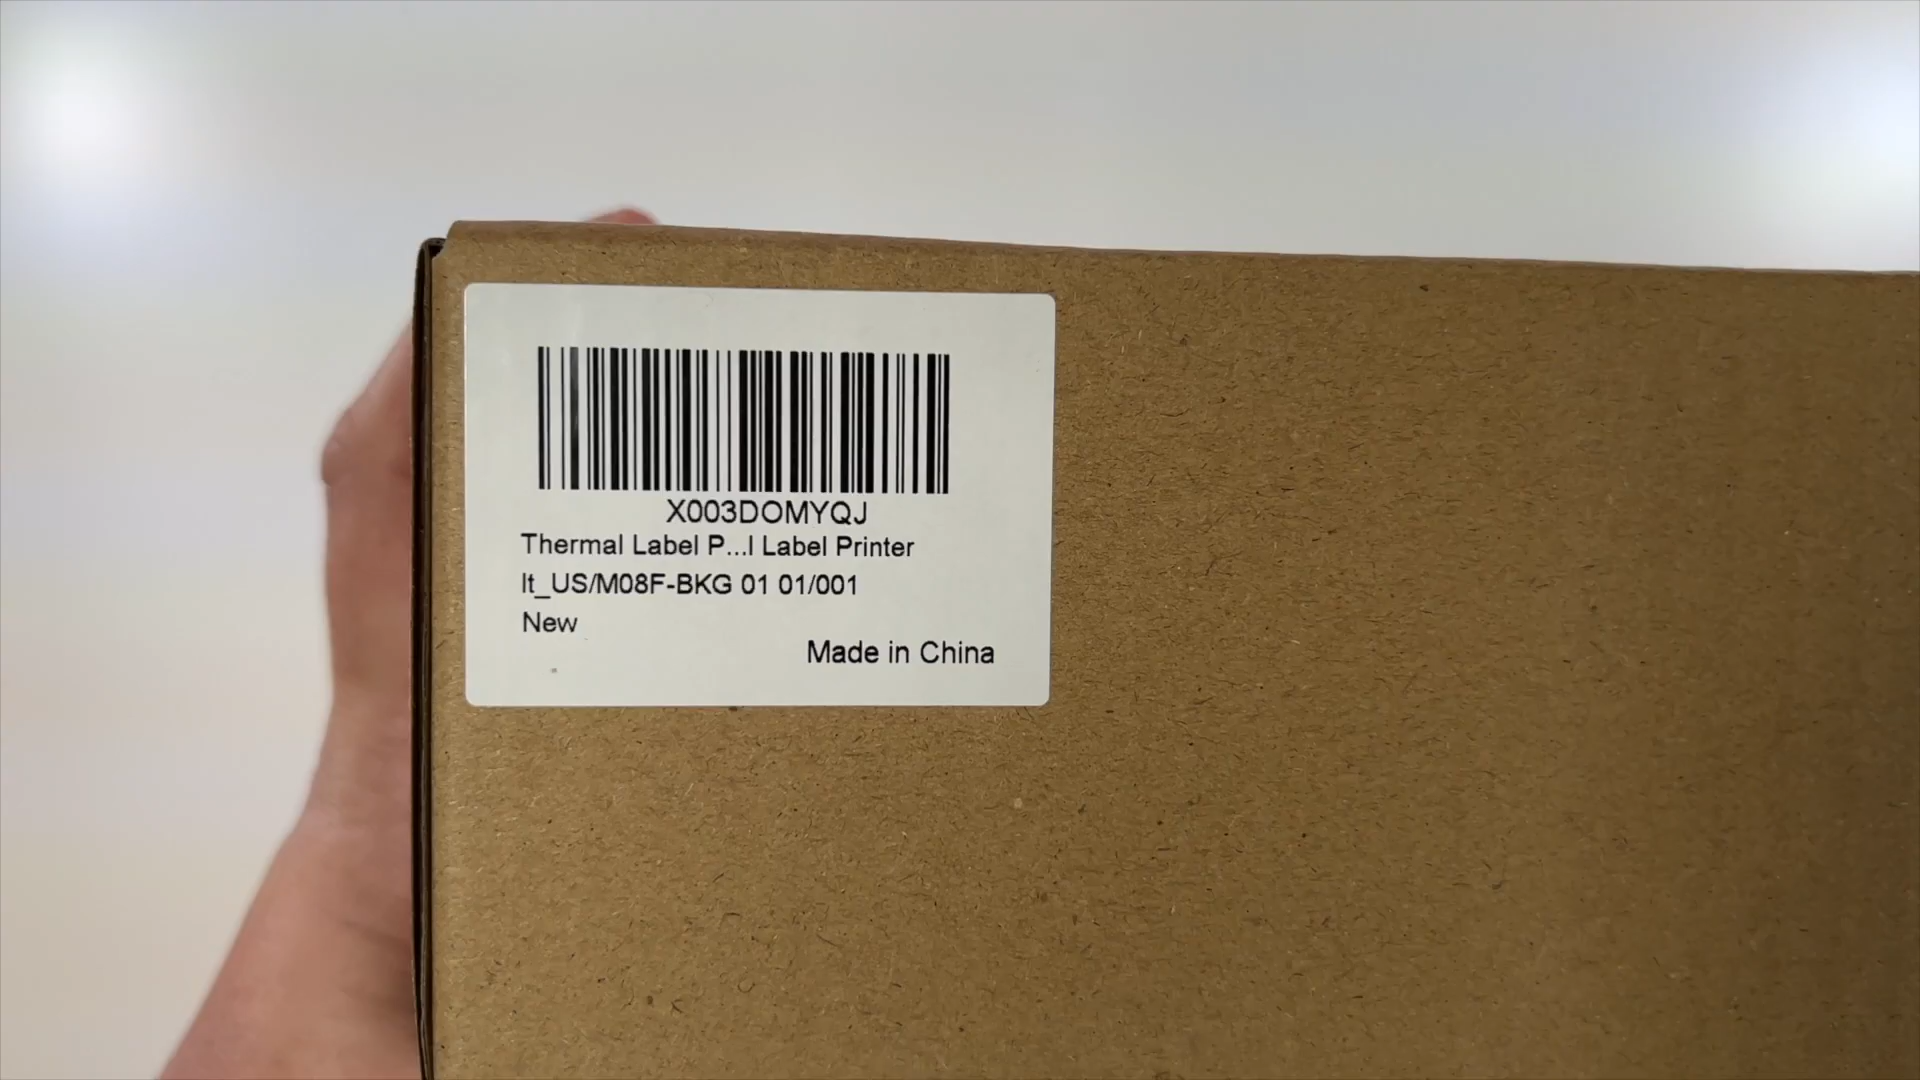 X003DOMYQJ
Thermal Label P...l Label Printer
lt_US/M08F-BKG 01 01/001
New
Made in China